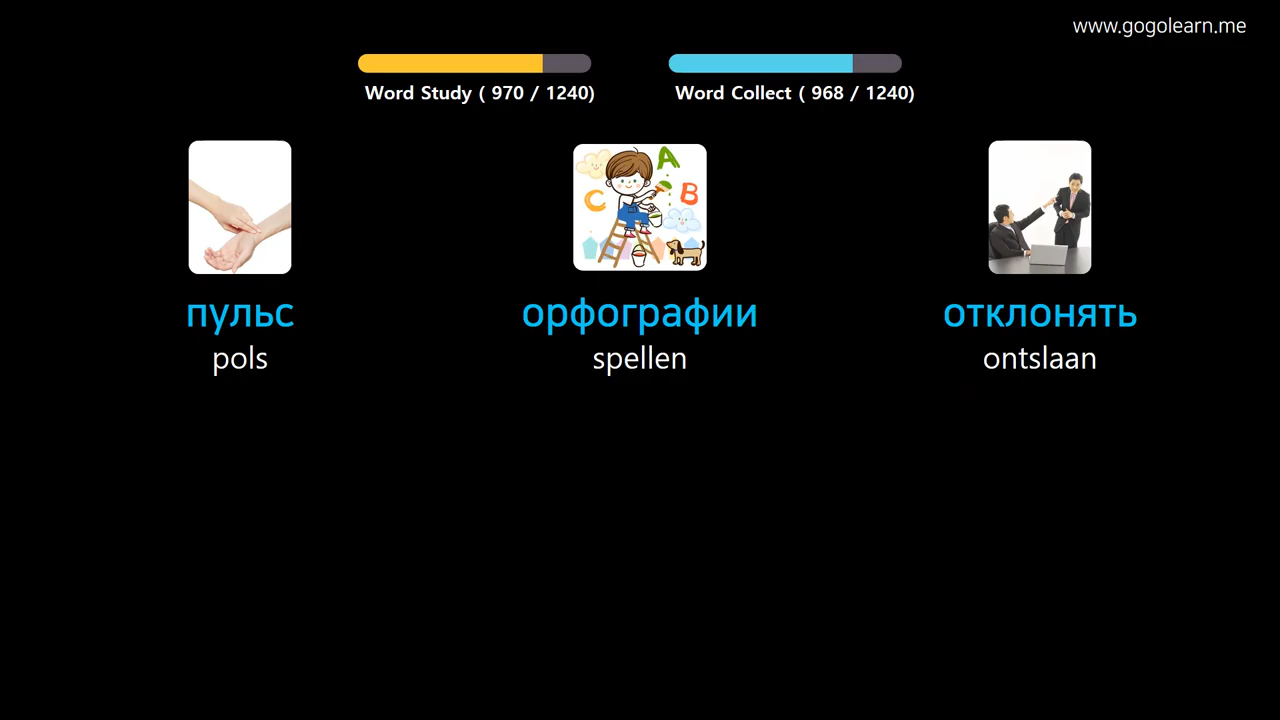 www.gogolearn.me
Word Study ( 970 / 1240)
Word Collect ( 968 / 1240)
A
C
B
пульс
орфографии
отклонять
pols
spellen
ontslaan